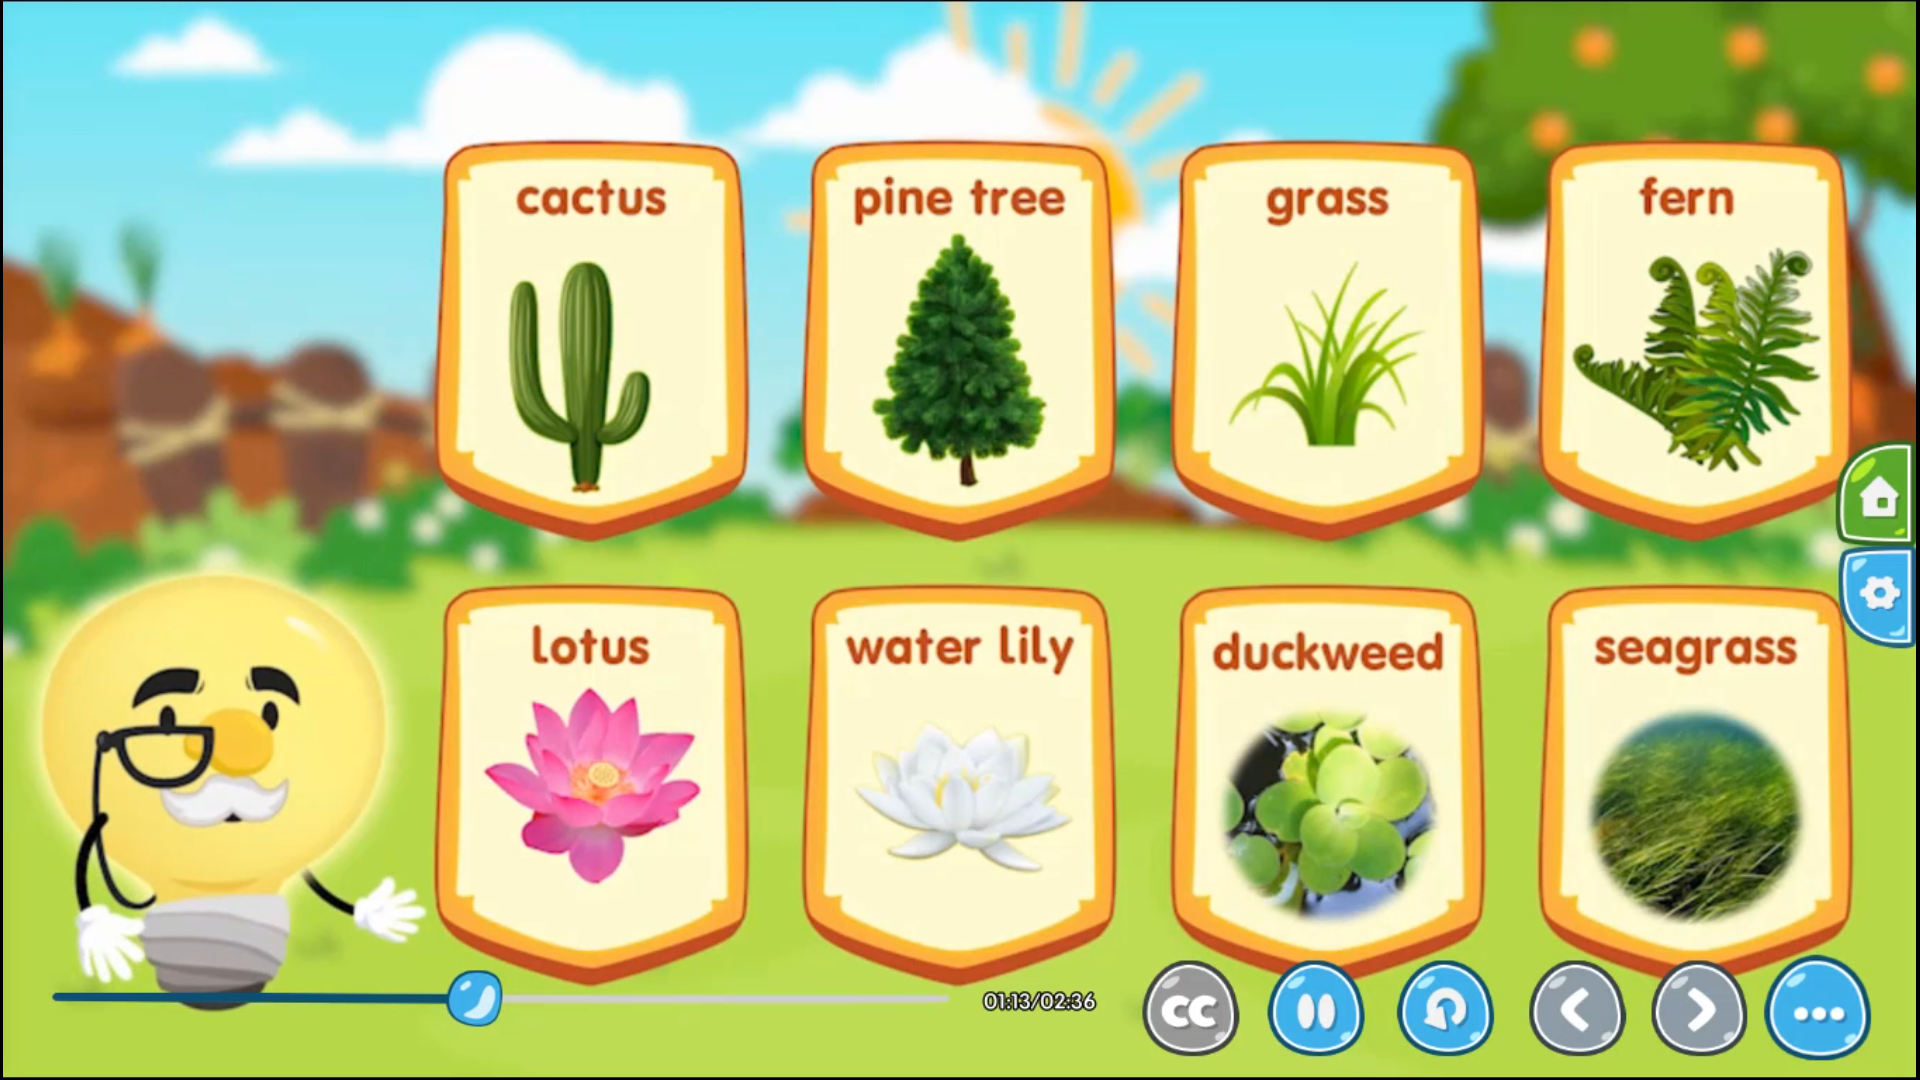 cactus
pine tree
grass
fern
lotus
water lily
duckweed
seagrass
01:13/02:36
CC